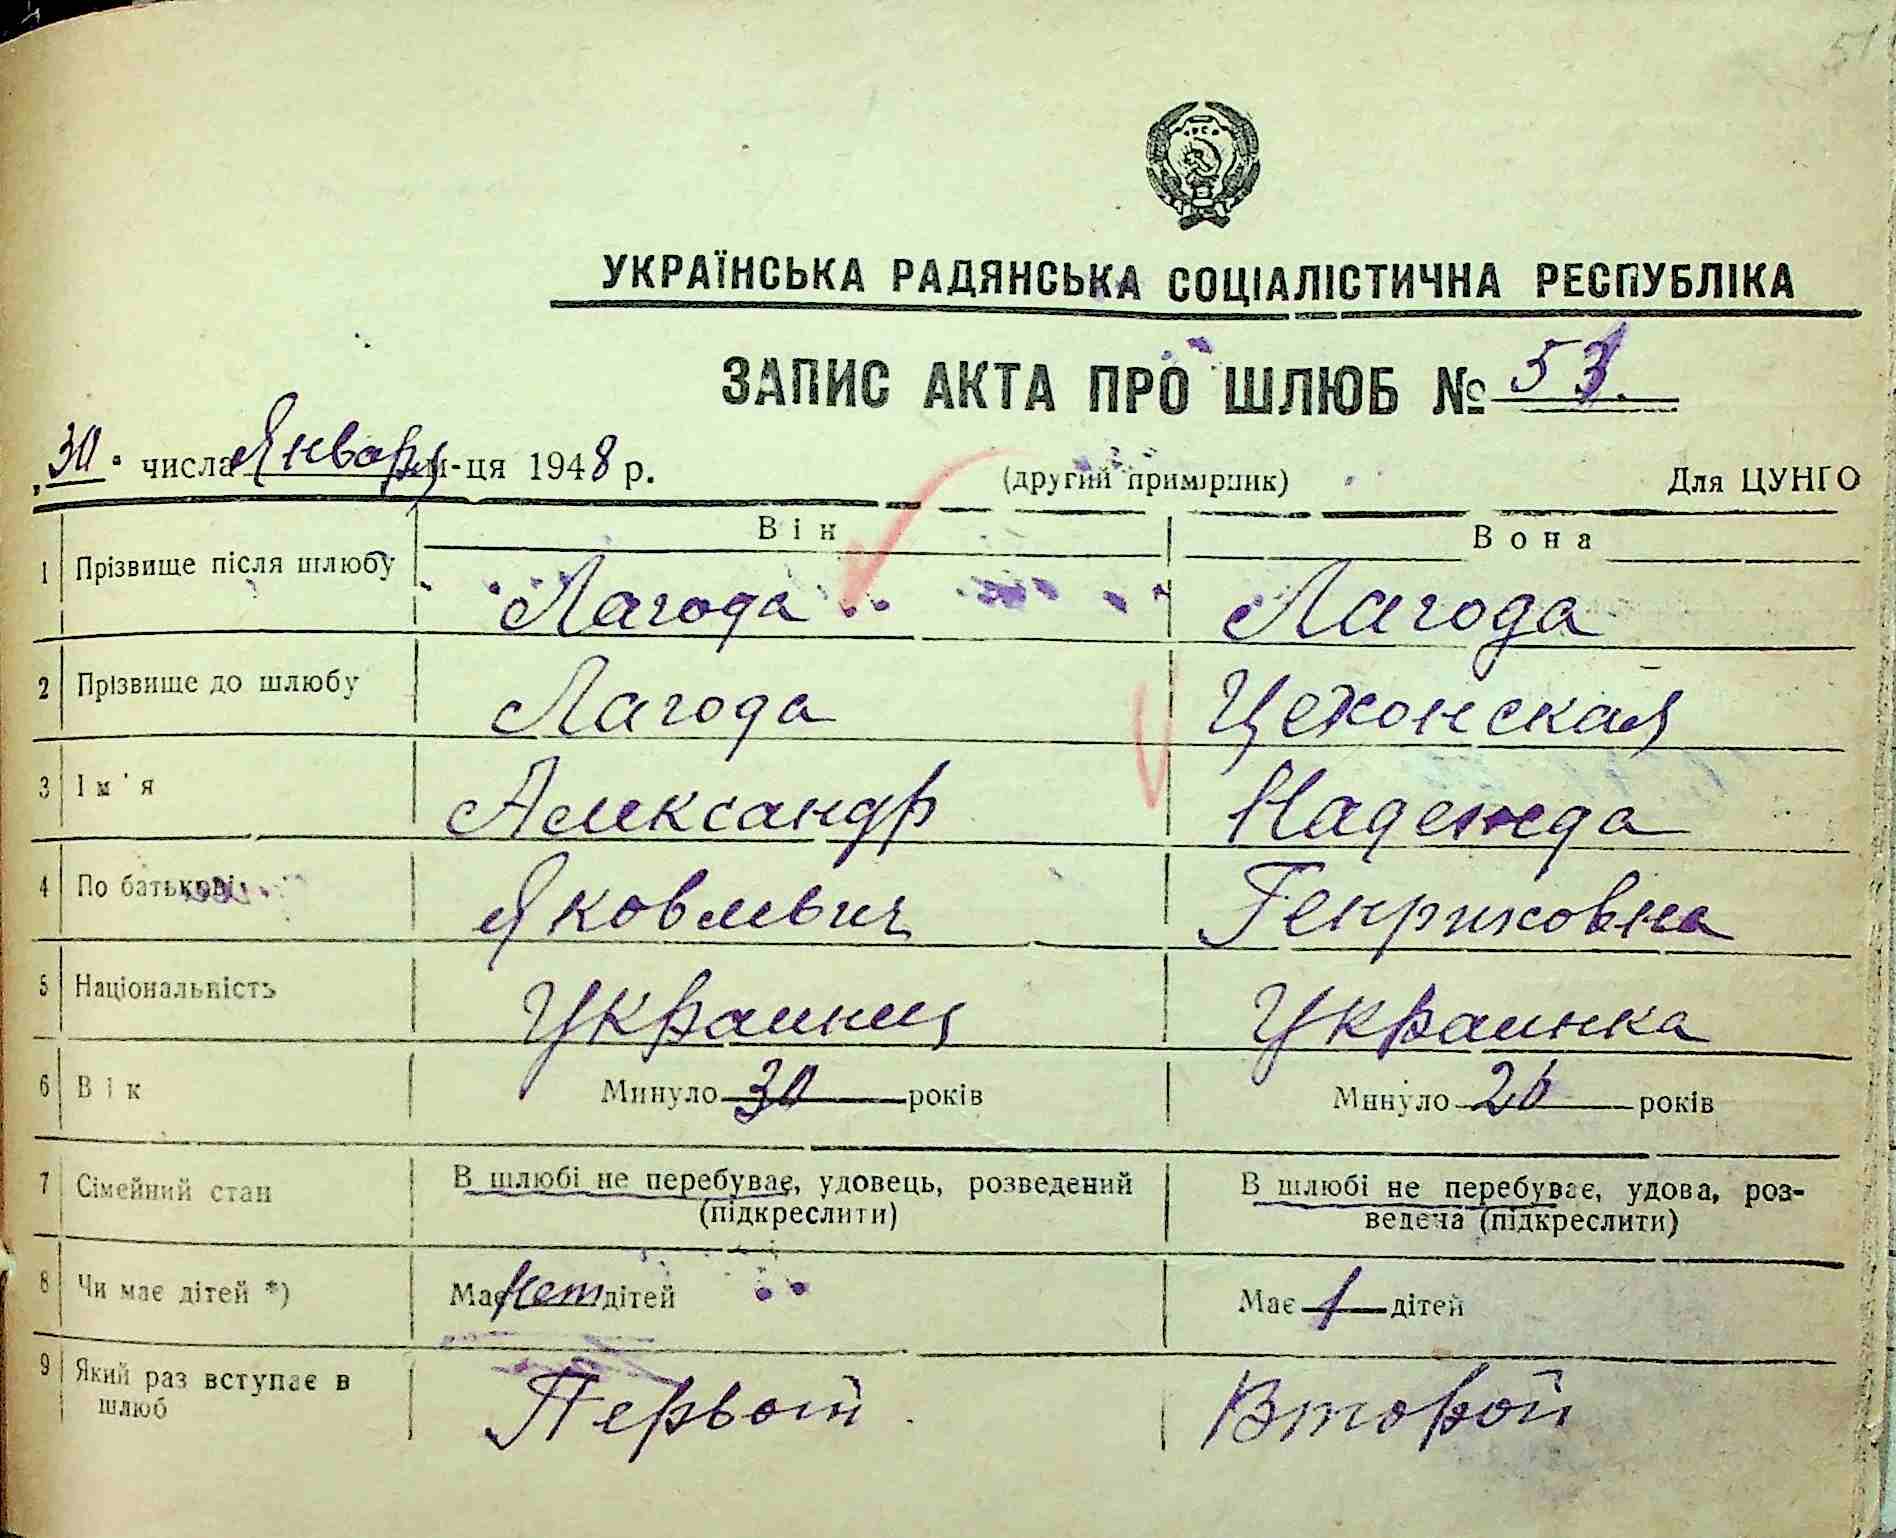 УКРАЇНСЬКА РАДЯНСЬКА СОЦІАЛІСТИЧНА РЕСПУБЛІКА
ЗАПИС АКТА ПРО ШЛЮБ № 53.
30 числа Января м-ця 1948 р. (другий примірник) Для ЦУНГО
Він Вона
1 Прізвище після шлюбу Лагода Лагода
2 Прізвище до шлюбу Лагода Цехонская
3 Ім'я Александр Надежда
4 По батькові Яковлевич Генриховна
5 Національність Украинец Украинка
6 Вік Минуло 30 років Минуло 26 років
7 Сімейний стан В шлюбі не перебуває, удовець, розведений (підкреслити) В шлюбі не перебуває, удова, роз-
ведена (підкреслити)
8 Чи має дітей *) Має нет дітей Має 1 дітей
9 Який раз вступає в шлюб Первый Второй